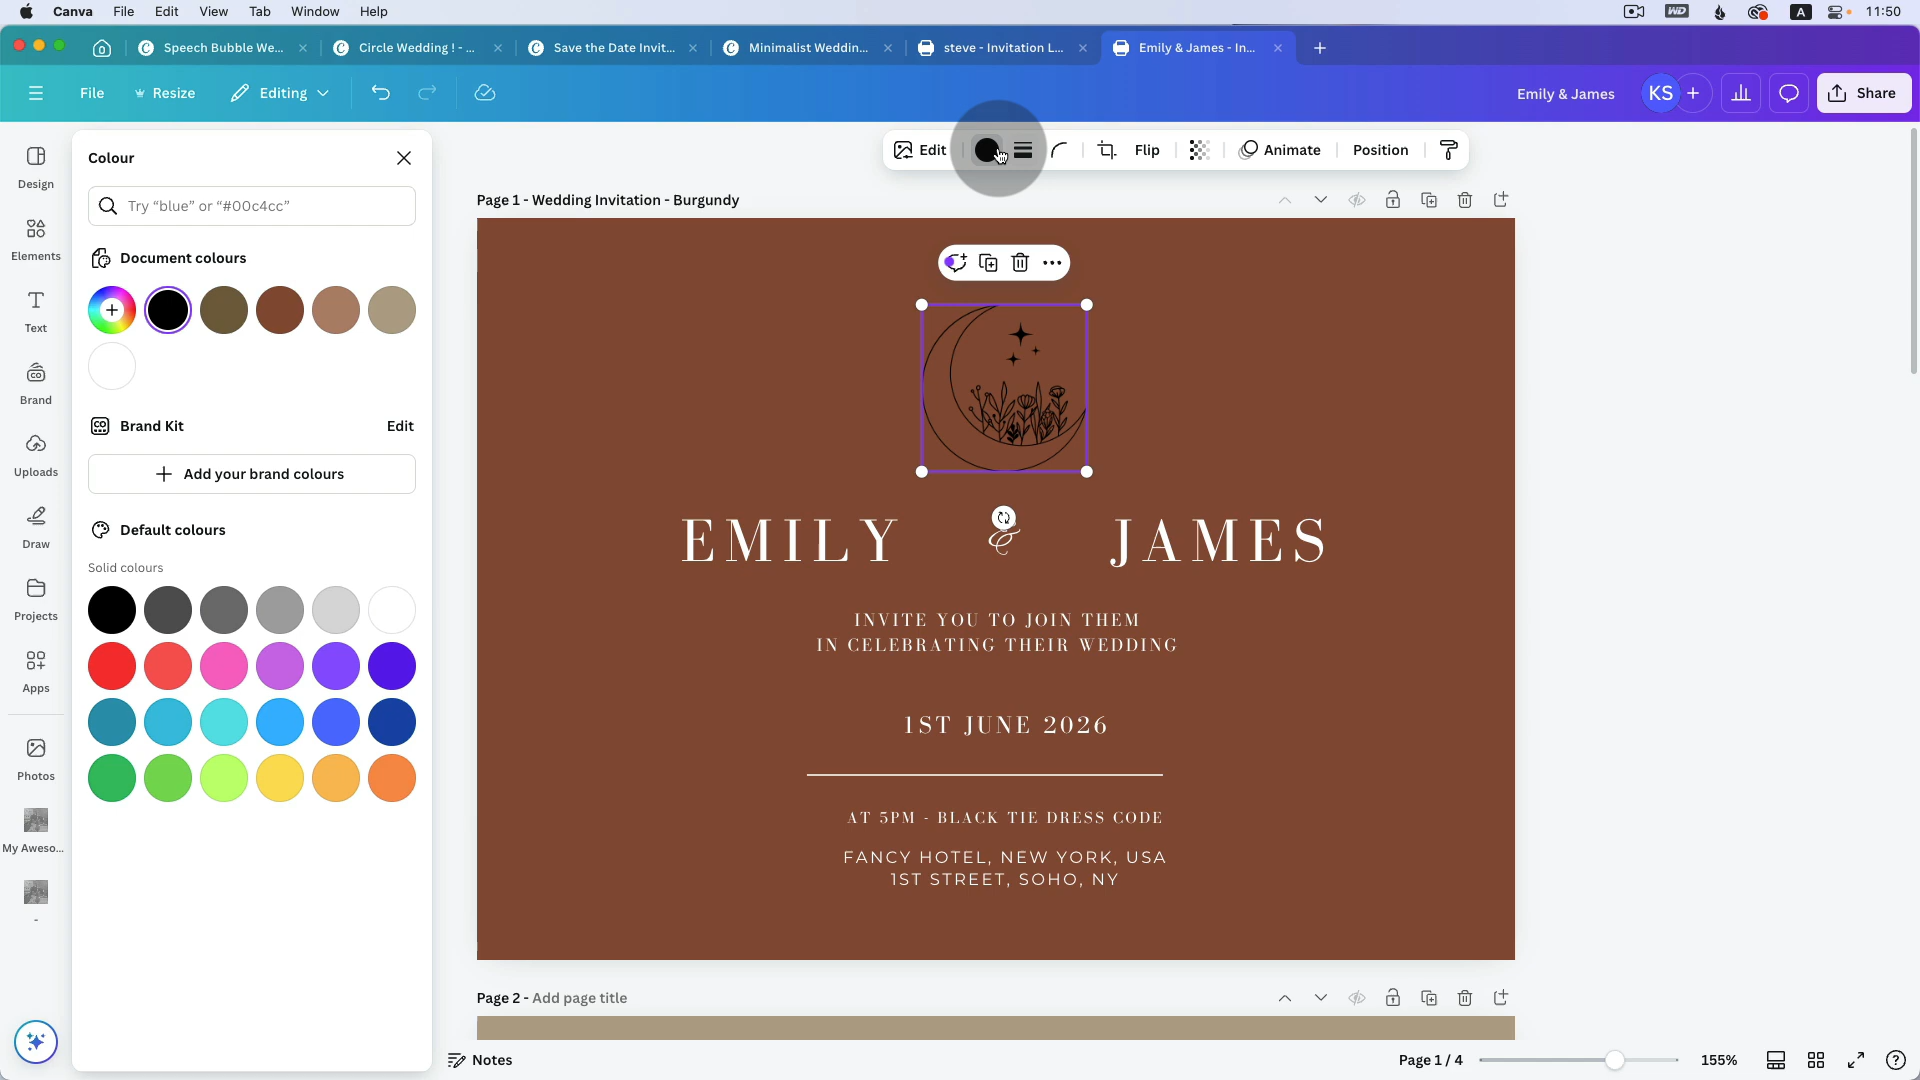 Canva File Edit View Tab Window Help
WD
A
11:50
Speech Bubble We...
Circle Wedding ! - ...
Save the Date Invit...
Minimalist Weddin...
steve - Invitation L...
Emily & James - In...
File
Resize
Editing
Emily & James
KS
Share
Design
Elements
Text
Brand
Uploads
Draw
Projects
Apps
Photos
My Aweso...
-
Colour
Try “blue” or “#00c4cc”
Document colours
Brand Kit
Edit
Add your brand colours
Default colours
Solid colours
Edit
Flip
Animate
Position
Page 1 - Wedding Invitation - Burgundy
EMILY & JAMES
INVITE YOU TO JOIN THEM
IN CELEBRATING THEIR WEDDING
1ST JUNE 2026
AT 5PM - BLACK TIE DRESS CODE
FANCY HOTEL, NEW YORK, USA
1ST STREET, SOHO, NY
Page 2 - Add page title
Notes
Page 1 / 4
155%